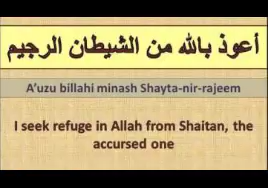 أعوذ بالله من الشيطان الرجيم
A'uzu billahi minash Shayta-nir-rajeem
I seek refuge in Allah from Shaitan, the
accursed one